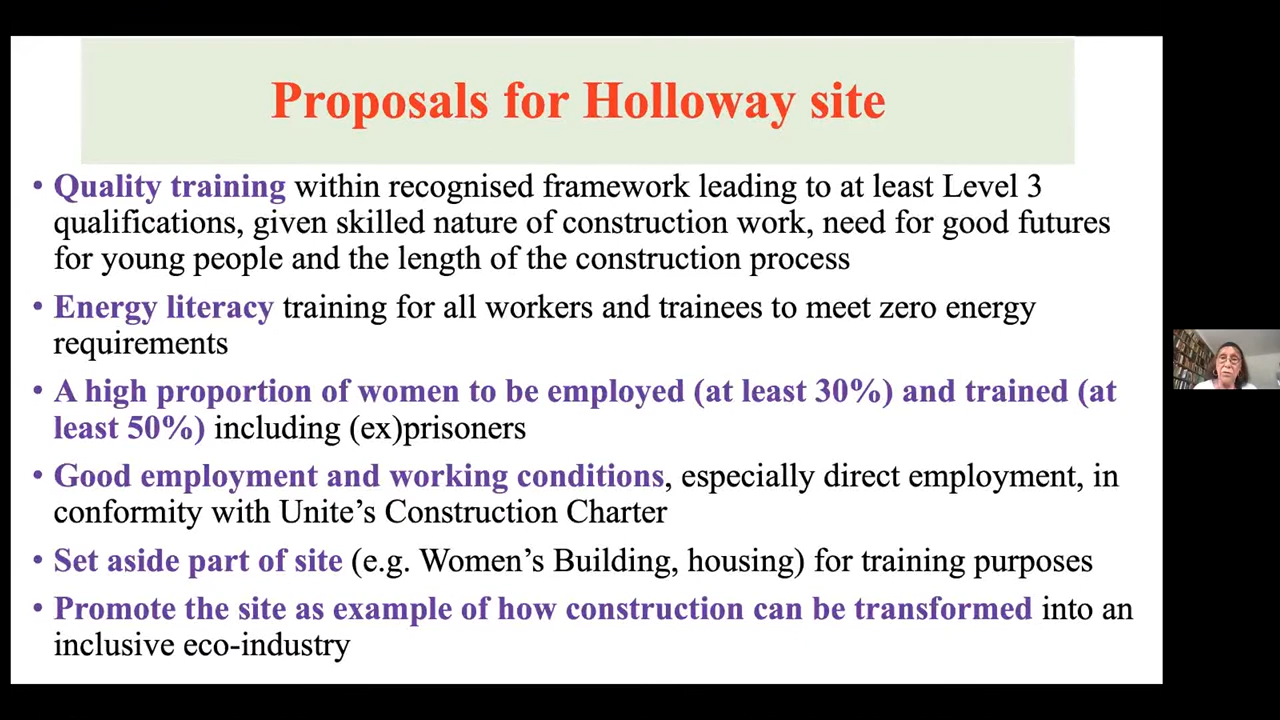 Proposals for Holloway site
• Quality training within recognised framework leading to at least Level 3
qualifications, given skilled nature of construction work, need for good futures
for young people and the length of the construction process
• Energy literacy training for all workers and trainees to meet zero energy
requirements
• A high proportion of women to be employed (at least 30%) and trained (at
least 50%) including (ex)prisoners
• Good employment and working conditions, especially direct employment, in
conformity with Unite’s Construction Charter
• Set aside part of site (e.g. Women’s Building, housing) for training purposes
• Promote the site as example of how construction can be transformed into an
inclusive eco-industry